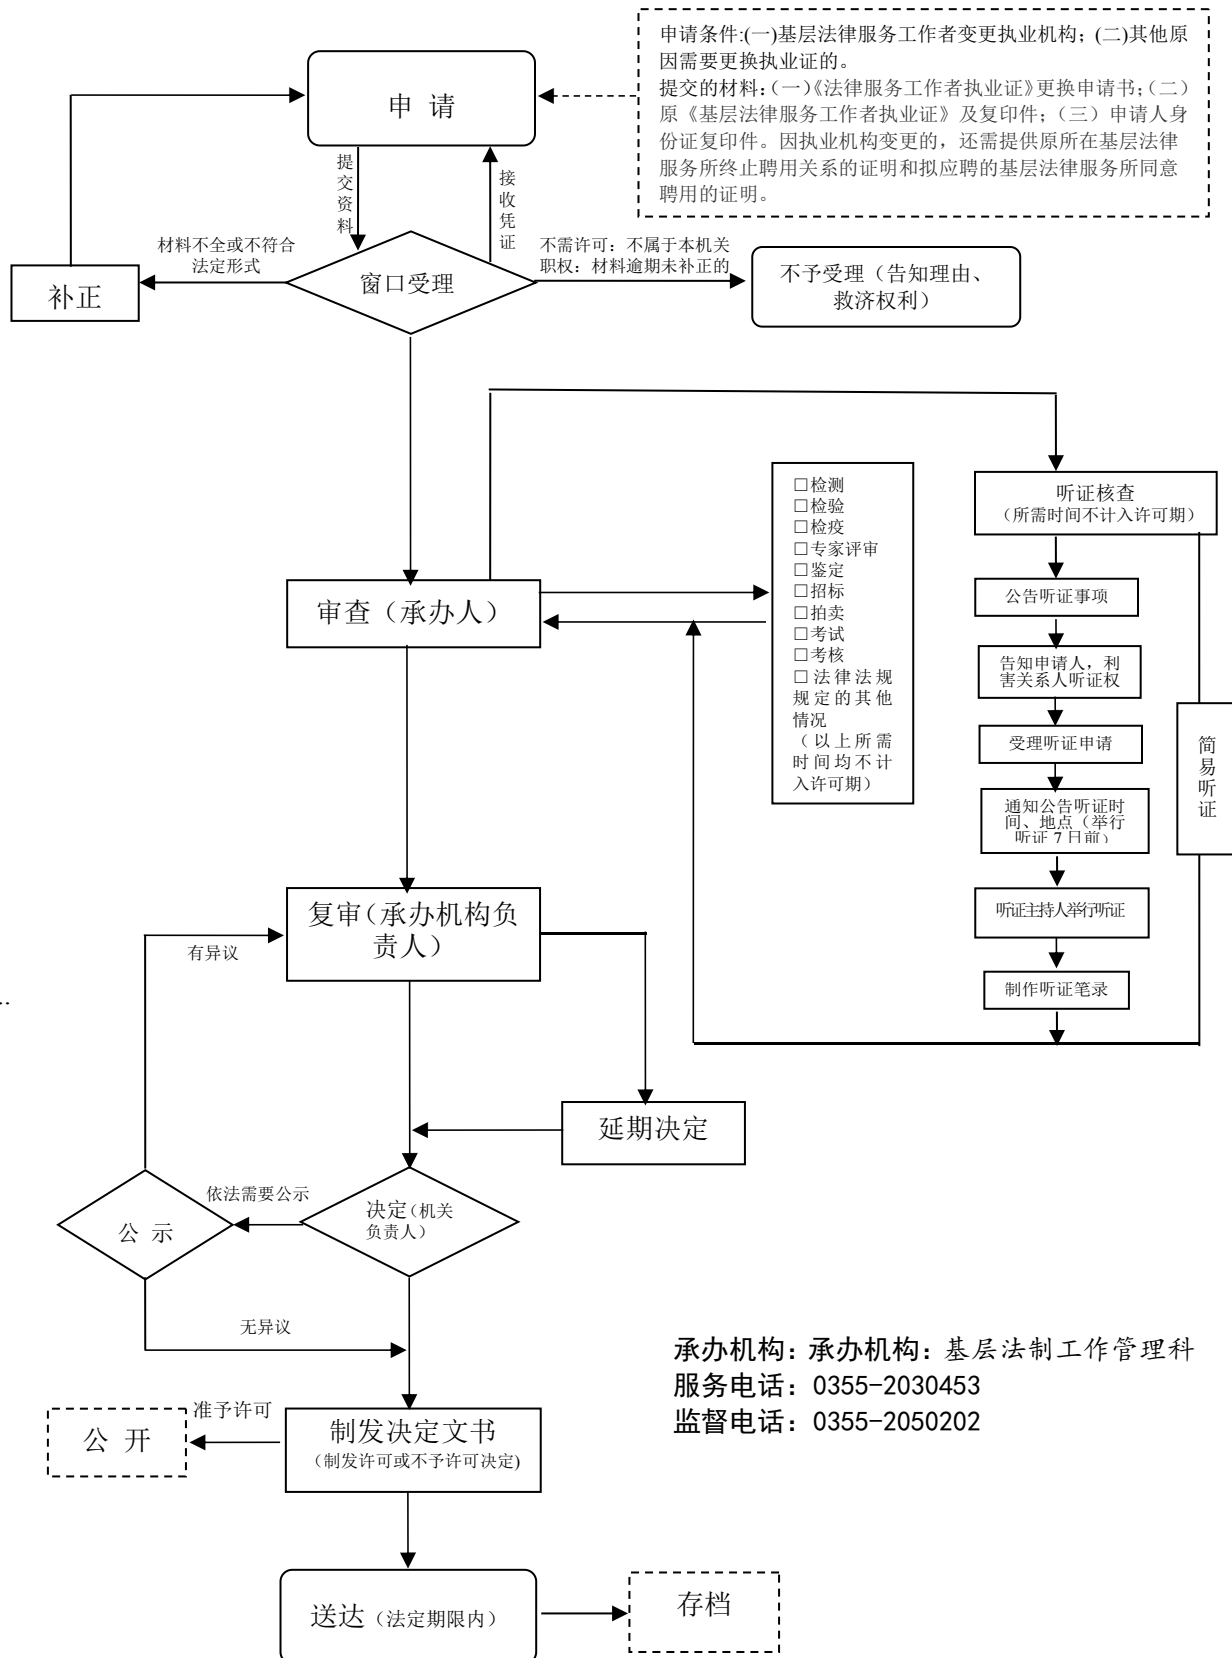 申请条件:(一)基层法律服务工作者变更执业机构；(二)其他原
因需要更换执业证的。
提交的材料：（一）《法律服务工作者执业证》更换申请书；（二）
原《基层法律服务工作者执业证》及复印件；（三）申请人身
份证复印件。因执业机构变更的，还需提供原所在基层法律
服务所终止聘用关系的证明和拟应聘的基层法律服务所同意
聘用的证明。
申 请
提交资料
接收凭证
材料不全或不符合
法定形式
补正
窗口受理
不需许可：不属于本机关
职权：材料逾期未补正的
不予受理（告知理由、
救济权利）
审查（承办人）
□检测
□检验
□检疫
□专家评审
□鉴定
□招标
□拍卖
□考试
□考核
□法律法规
规定的其他
情况
（以上所需
时间均不计
入许可期）
听证核查
（所需时间不计入许可期）
公告听证事项
告知申请人，利
害关系人听证权
受理听证申请
通知公告听证时
间、地点（举行
听证 7 日前）
听证主持人举行听证
制作听证笔录
简易听证
复审（承办机构负
责人）
有异议
..
延期决定
决定（机关
负责人）
依法需要公示
公 示
无异议
承办机构：承办机构：基层法制工作管理科
服务电话：0355-2030453
监督电话：0355-2050202
制发决定文书
（制发许可或不予许可决定)
准予许可
公 开
送达（法定期限内）
存档